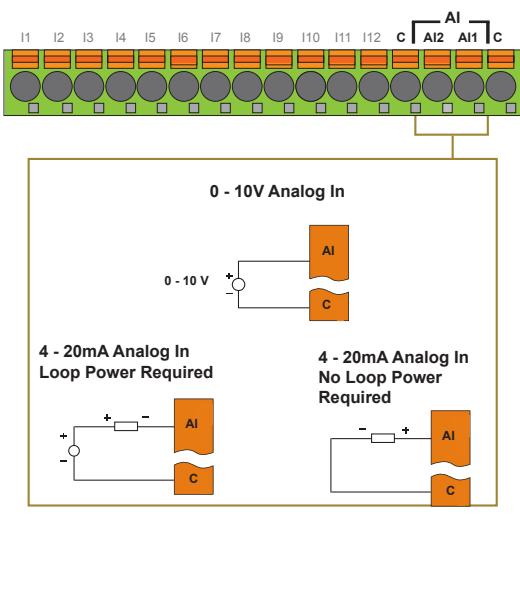 AI
I1 I2 I3 I4 I5 I6 I7 I8 I9 I10 I11 I12 C AI2 AI1 C
0 - 10V Analog In
AI
0 - 10 V
+
−
C
4 - 20mA Analog In
Loop Power Required
+ −
AI
+
−
C
4 - 20mA Analog In
No Loop Power
Required
− +
AI
C